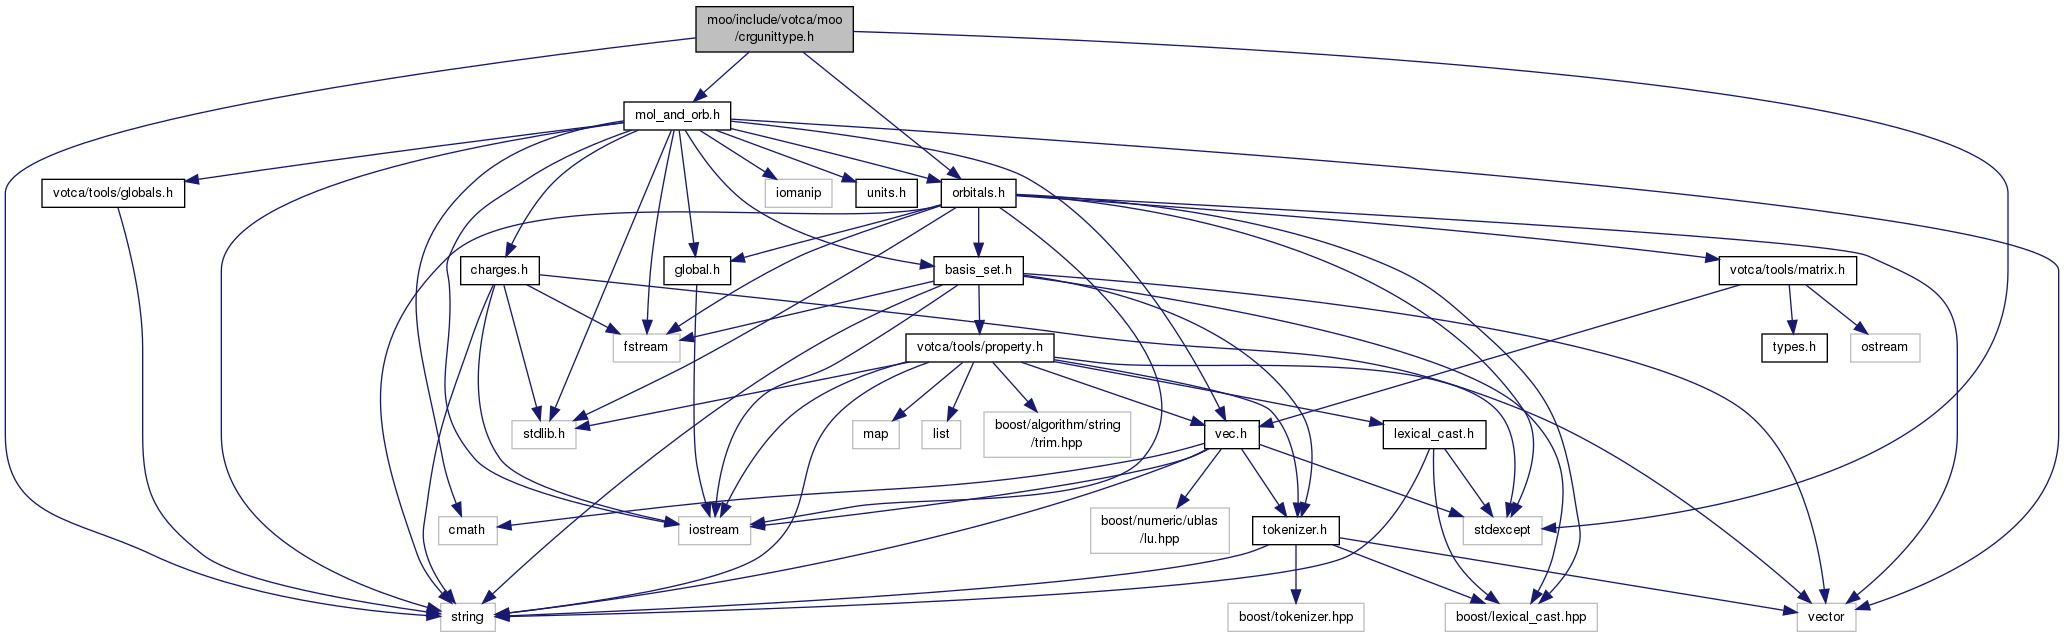 moo/include/votca/moo
/crgunittype.h
mol_and_orb.h
votca/tools/globals.h
iomanip
units.h
orbitals.h
charges.h
global.h
basis_set.h
votca/tools/matrix.h
fstream
votca/tools/property.h
types.h
ostream
stdlib.h
map
list
boost/algorithm/string
/trim.hpp
vec.h
lexical_cast.h
cmath
iostream
boost/numeric/ublas
/lu.hpp
tokenizer.h
stdexcept
string
boost/tokenizer.hpp
boost/lexical_cast.hpp
vector